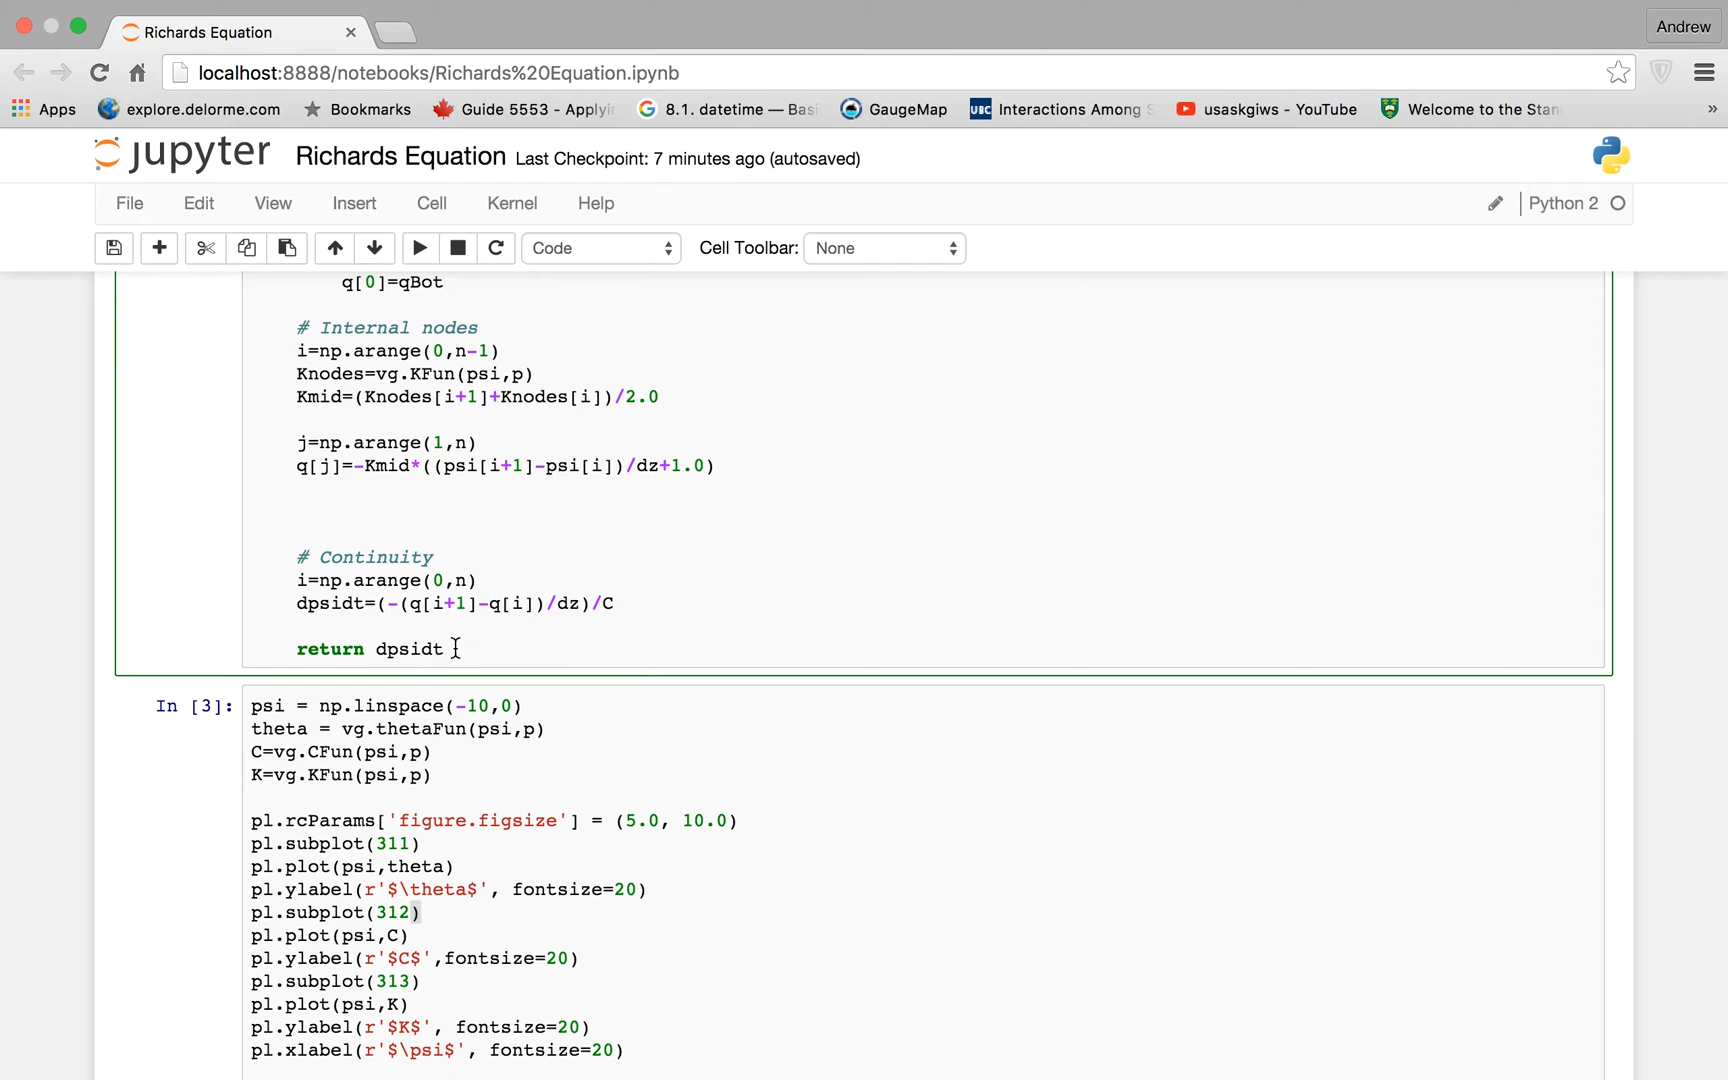 Richards Equation
Andrew
localhost:8888/notebooks/Richards%20Equation.ipynb
Apps explore.delorme.com Bookmarks Guide 5553 - Applyi 8.1. datetime — Basi GaugeMap UBC Interactions Among S usaskgiws - YouTube Welcome to the Stan »
jupyter Richards Equation Last Checkpoint: 7 minutes ago (autosaved)
File Edit View Insert Cell Kernel Help Python 2
Code Cell Toolbar: None
q[0]=qBot
# Internal nodes
i=np.arange(0,n-1)
Knodes=vg.KFun(psi,p)
Kmid=(Knodes[i+1]+Knodes[i])/2.0
j=np.arange(1,n)
q[j]=-Kmid*((psi[i+1]-psi[i])/dz+1.0)
# Continuity
i=np.arange(0,n)
dpsidt=(-(q[i+1]-q[i])/dz)/C
return dpsidt
In [3]: psi = np.linspace(-10,0)
theta = vg.thetaFun(psi,p)
C=vg.CFun(psi,p)
K=vg.KFun(psi,p)
pl.rcParams['figure.figsize'] = (5.0, 10.0)
pl.subplot(311)
pl.plot(psi,theta)
pl.ylabel(r'$\theta$', fontsize=20)
pl.subplot(312)
pl.plot(psi,C)
pl.ylabel(r'$C$',fontsize=20)
pl.subplot(313)
pl.plot(psi,K)
pl.ylabel(r'$K$', fontsize=20)
pl.xlabel(r'$\psi$', fontsize=20)